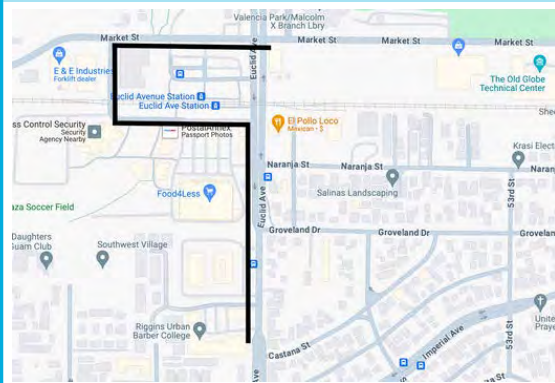 Valencia Park/Malcolm
X Branch Lbry
Market St
Market St
Market St
Euclid Ave
E & E Industries
Forklift dealer
The Old Globe
Technical Center
Euclid Avenue Station
Euclid Ave Station
ss Control Security
Security
Agency Nearby
PostalAnnex
Passport Photos
El Pollo Loco
Mexican • $
Naranja St
Naranja St
Krasi Elect
Salinas Landscaping
Food4Less
Euclid Ave
53rd St
aza Soccer Field
Groveland Dr
Groveland Dr
Daughters
Guam Club
Southwest Village
Riggins Urban
Barber College
Castana St
Imperial Ave
53rd St
United
Praye
Ave